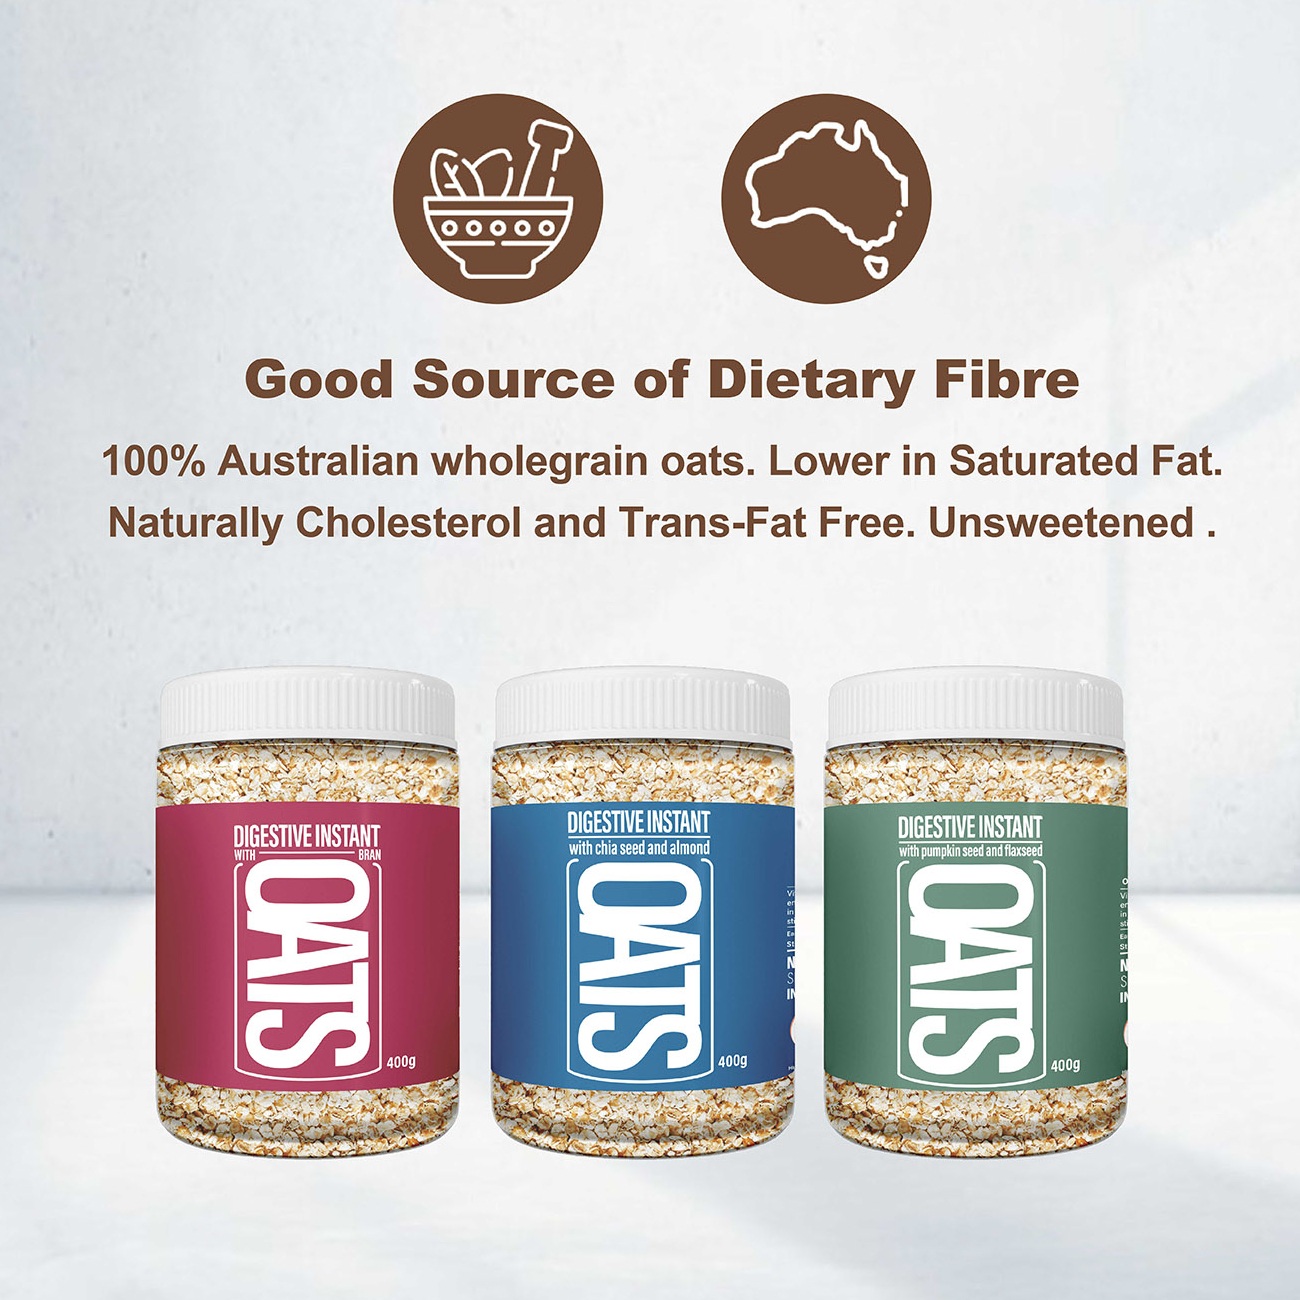 Good Source of Dietary Fibre
100% Australian wholegrain oats. Lower in Saturated Fat.
Naturally Cholesterol and Trans-Fat Free. Unsweetened .
DIGESTIVE INSTANT
WITH BRAN
OATS
400g
DIGESTIVE INSTANT
with chia seed and almond
OATS
400g
DIGESTIVE INSTANT
with pumpkin seed and flaxseed
OATS
400g